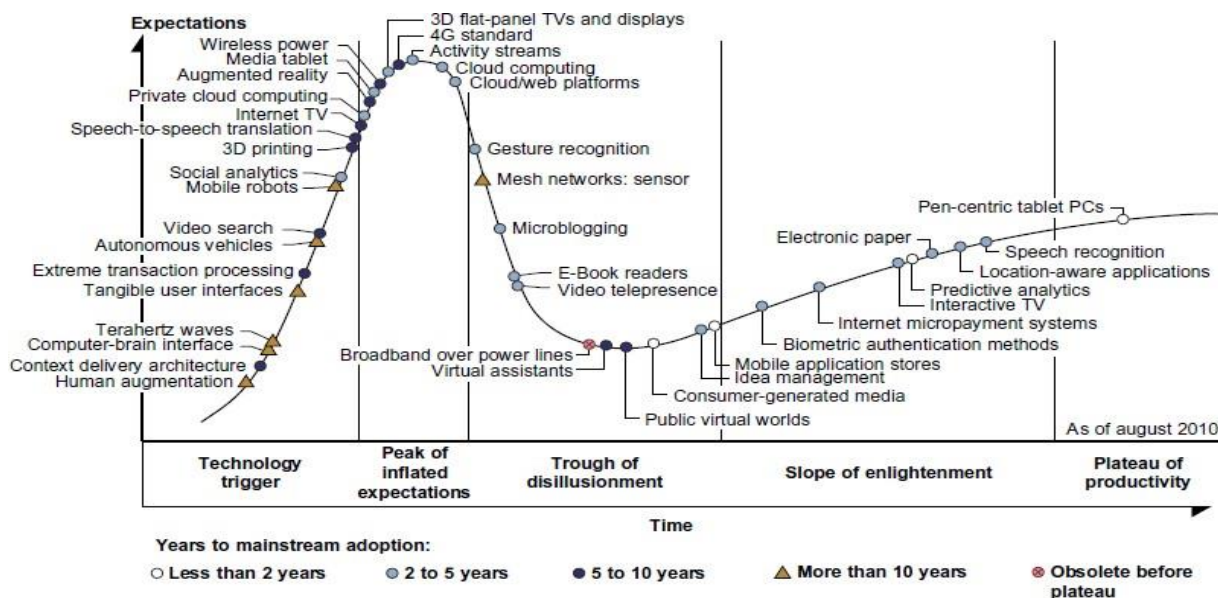 Expectations
3D flat-panel TVs and displays
4G standard
Wireless power
Activity streams
Media tablet
Cloud computing
Augmented reality
Cloud/web platforms
Private cloud computing
Internet TV
Speech-to-speech translation
3D printing
Gesture recognition
Social analytics
Mesh networks: sensor
Mobile robots
Pen-centric tablet PCs
Video search
Microblogging
Electronic paper
Autonomous vehicles
Speech recognition
Extreme transaction processing
E-Book readers
Location-aware applications
Tangible user interfaces
Video telepresence
Predictive analytics
Interactive TV
Terahertz waves
Internet micropayment systems
Computer-brain interface
Biometric authentication methods
Broadband over power lines
Context delivery architecture
Virtual assistants
Mobile application stores
Human augmentation
Idea management
Consumer-generated media
Public virtual worlds
As of august 2010
Technology
trigger
Peak of
inflated
expectations
Trough of
disillusionment
Slope of enlightenment
Plateau of
productivity
Time
Years to mainstream adoption:
Less than 2 years
2 to 5 years
5 to 10 years
More than 10 years
Obsolete before
plateau